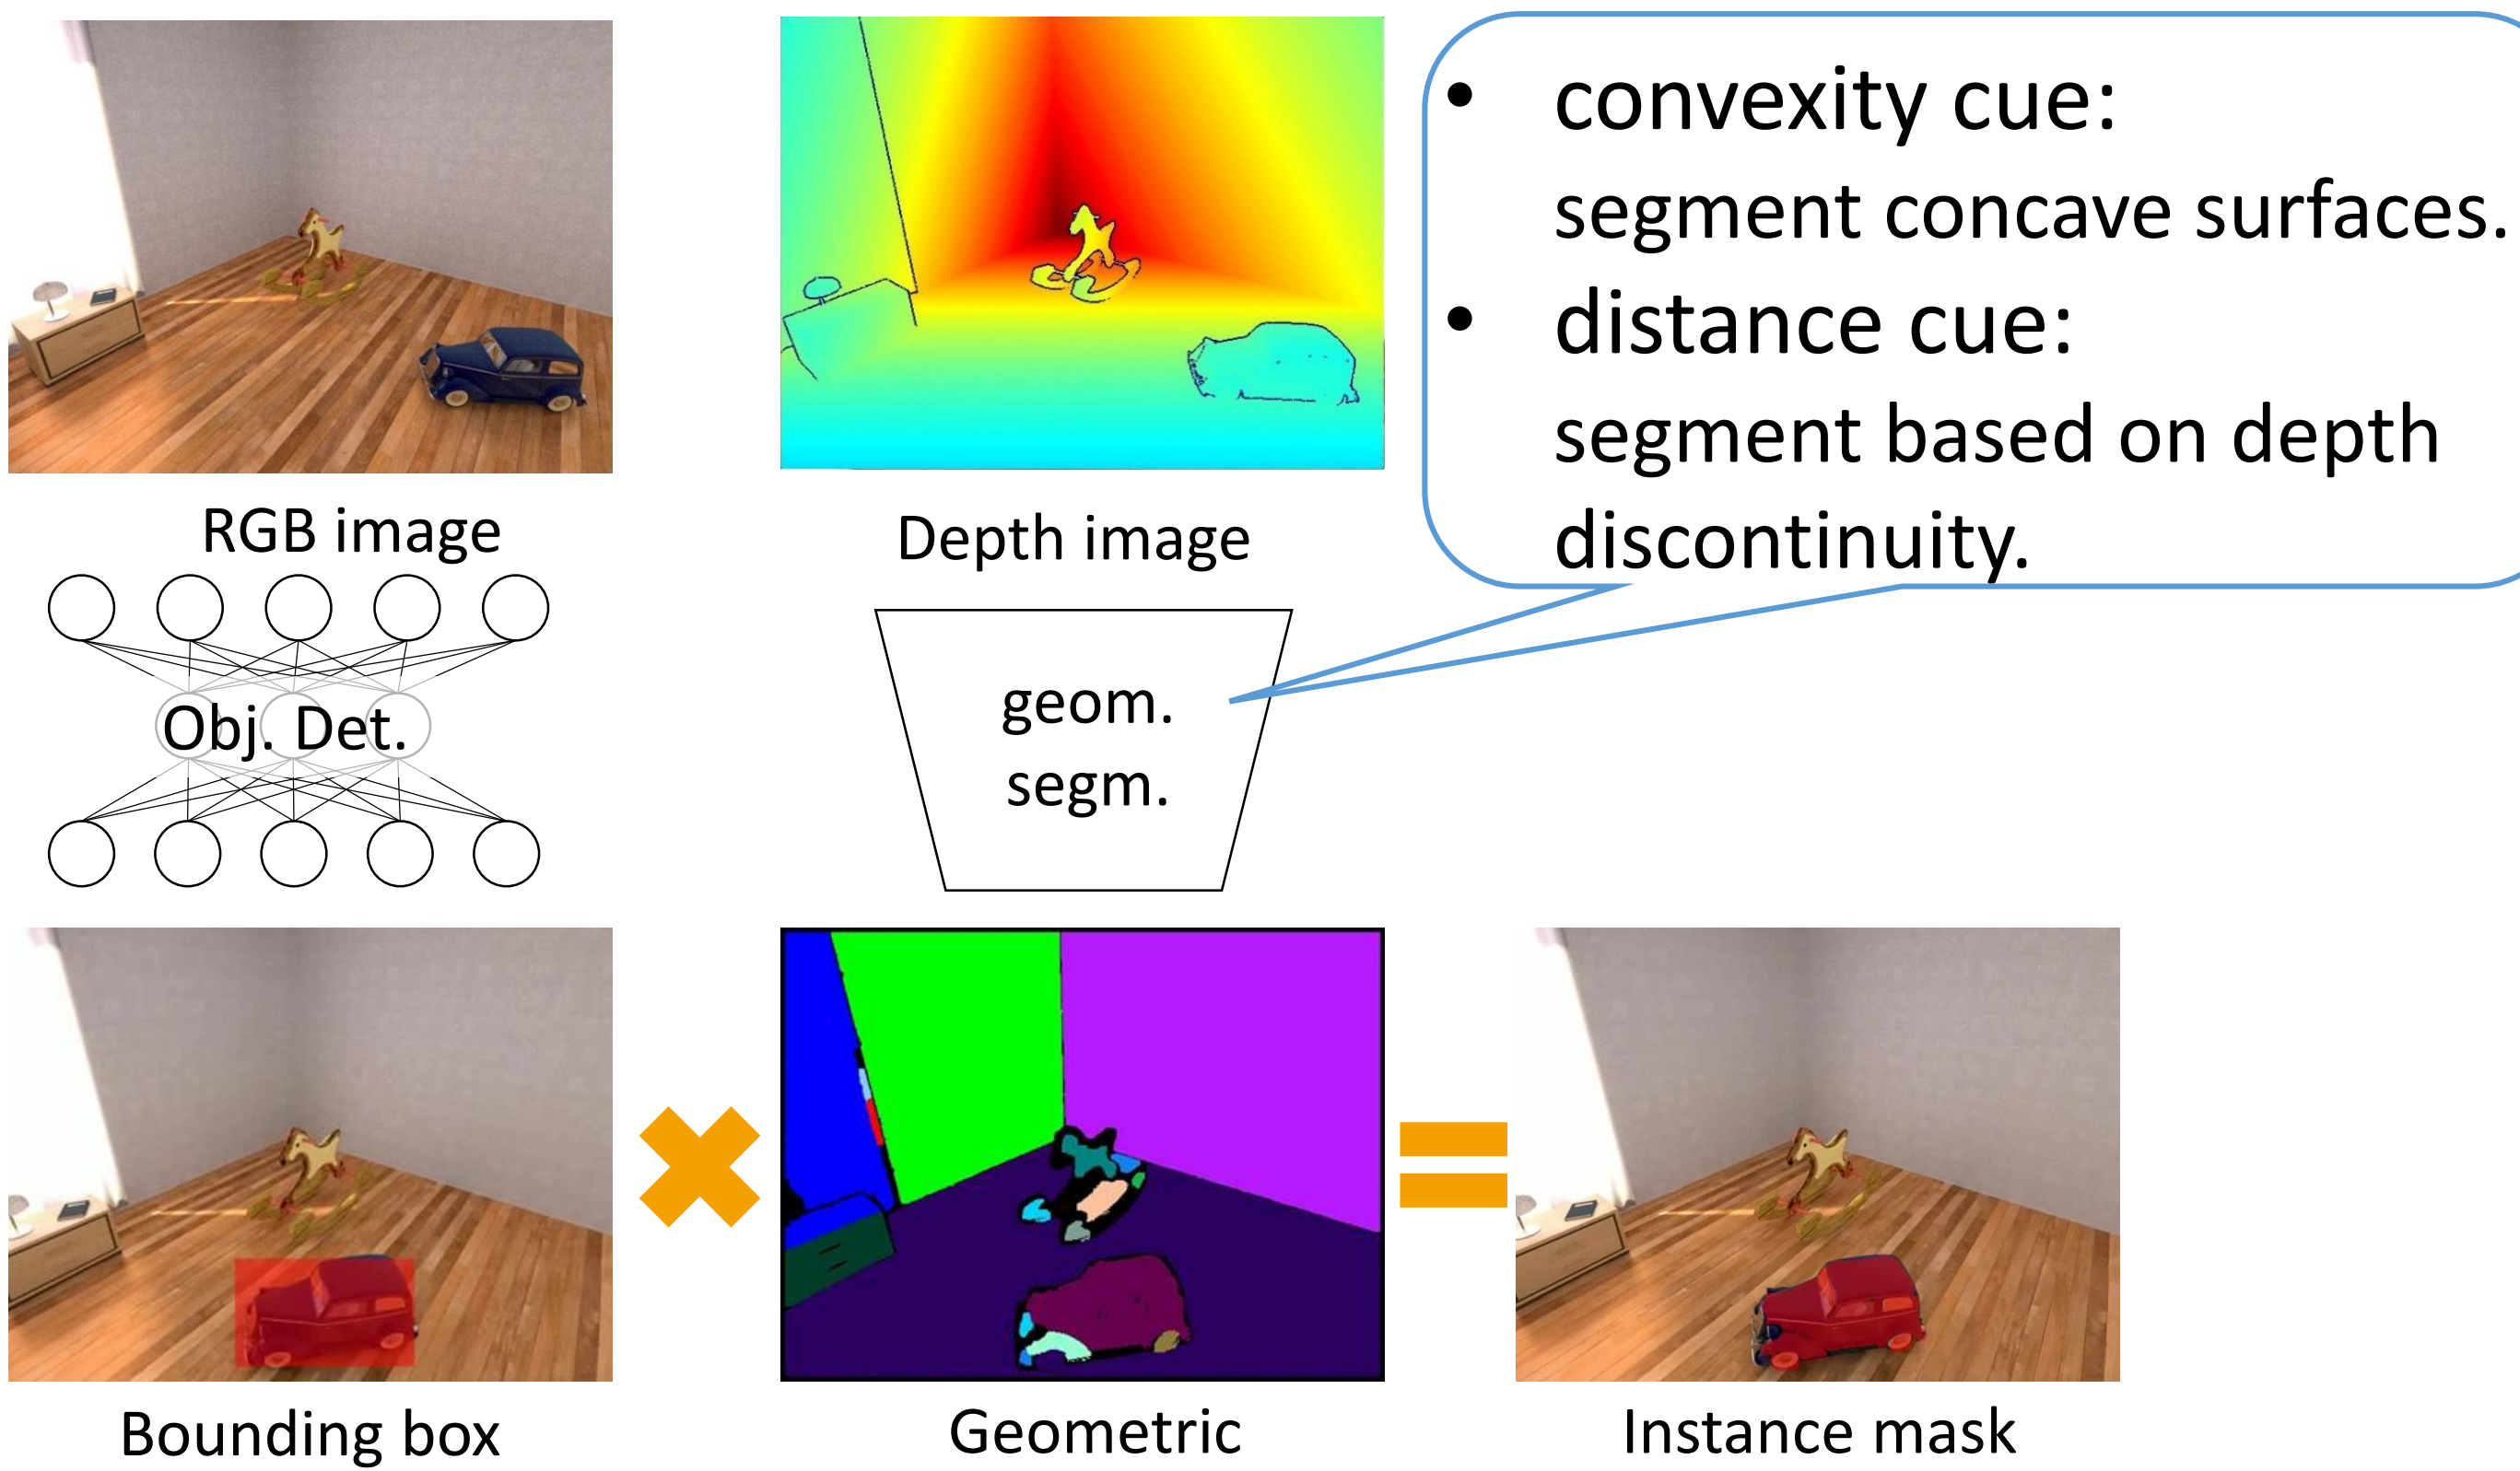 • convexity cue:
segment concave surfaces.
• distance cue:
segment based on depth
discontinuity.
RGB image
Depth image
Obj. Det.
geom.
segm.
Bounding box
Geometric
Instance mask